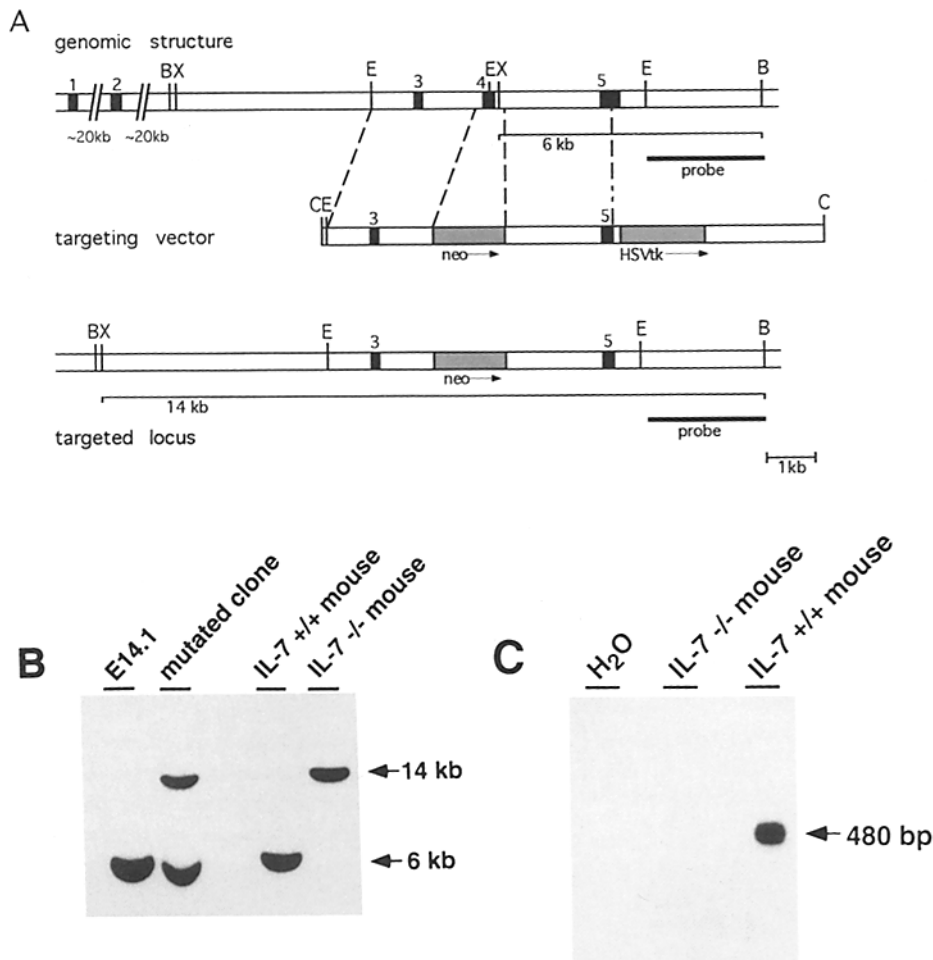 A
genomic structure
1 2 BX E 3 4 EX 5 E B
~20kb ~20kb
6 kb
probe
CE 3 5 C
targeting vector
neo HSVtk
BX E 3 5 E B
neo
14 kb
targeted locus
probe
1kb
B
E14.1
mutated clone
IL-7 +/+ mouse
IL-7 -/- mouse
14 kb
6 kb
C
H₂O
IL-7 -/- mouse
IL-7 +/+ mouse
480 bp